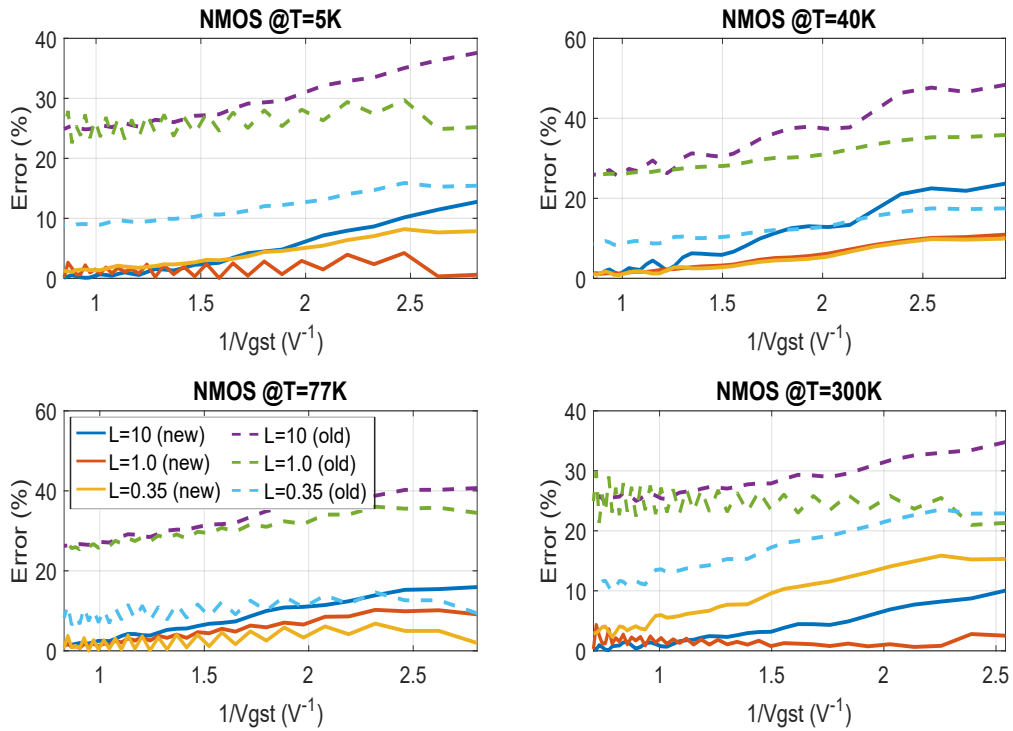 NMOS @T=5K
40
30
20
10
0
Error (%)
1
1.5
2
2.5
1/Vgst (V⁻¹)
NMOS @T=40K
60
40
20
0
Error (%)
1
1.5
2
2.5
1/Vgst (V⁻¹)
NMOS @T=77K
60
40
20
0
Error (%)
L=10 (new)
L=1.0 (new)
L=0.35 (new)
L=10 (old)
L=1.0 (old)
L=0.35 (old)
1
1.5
2
2.5
1/Vgst (V⁻¹)
NMOS @T=300K
40
30
20
10
0
Error (%)
1
1.5
2
2.5
1/Vgst (V⁻¹)